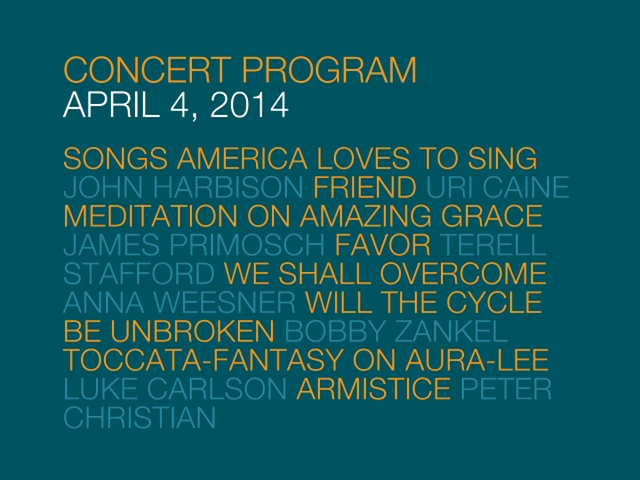 CONCERT PROGRAM
APRIL 4, 2014
SONGS AMERICA LOVES TO SING
JOHN HARBISON FRIEND URI CAINE
MEDITATION ON AMAZING GRACE
JAMES PRIMOSCH FAVOR TERELL
STAFFORD WE SHALL OVERCOME
ANNA WEESNER WILL THE CYCLE
BE UNBROKEN BOBBY ZANKEL
TOCCATA-FANTASY ON AURA-LEE
LUKE CARLSON ARMISTICE PETER
CHRISTIAN